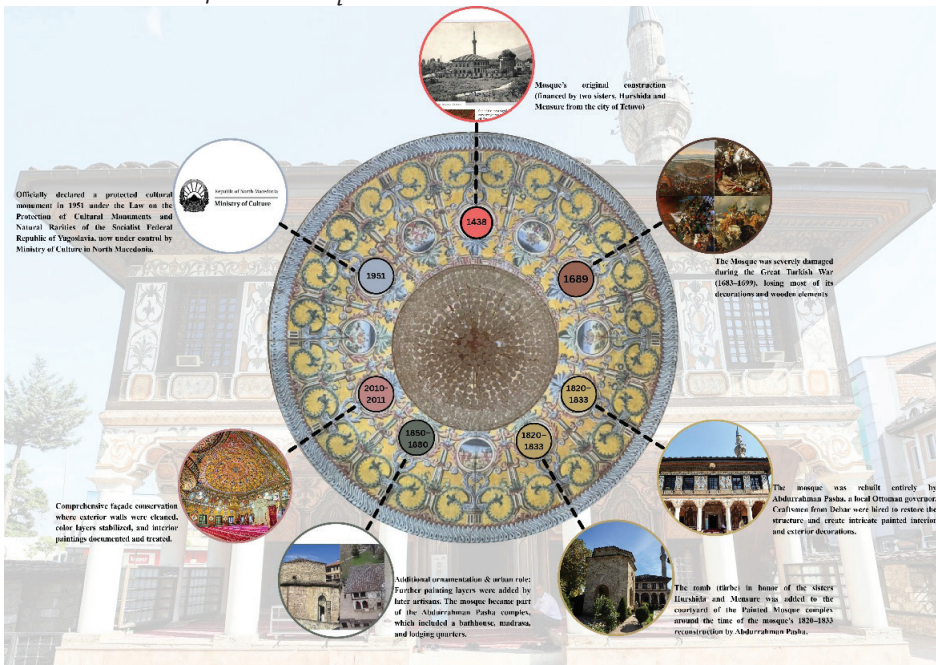 Mosque's original construction
(financed by two sisters, Hurshida and
Mensure from the city of Tetovo)
1438
1689
The Mosque was severely damaged
during the Great Turkish War
(1683–1699), losing most of its
decorations and wooden elements
1820–
1833
The mosque was rebuilt entirely by
Abdurrahman Pasha, a local Ottoman governor.
Craftsmen from Debar were hired to restore the
structure and create intricate painted interior
and exterior decorations.
1820–
1833
The tomb (türbe) in honor of the sisters
Hurshida and Mensure was added to the
courtyard of the Painted Mosque complex
around the time of the mosque's 1820–1833
reconstruction by Abdurrahman Pasha.
1850–
1880
Additional ornamentation & urban role:
Further painting layers were added by
later artisans. The mosque became part
of the Abdurrahman Pasha complex,
which included a bathhouse, madrasa,
and lodging quarters.
2010-
2011
Comprehensive façade conservation
where exterior walls were cleaned,
color layers stabilized, and interior
paintings documented and treated.
1951
Republic of North Macedonia
Ministry of Culture
Officially declared a protected cultural
monument in 1951 under the Law on the
Protection of Cultural Monuments and
Natural Rarities of the Socialist Federal
Republic of Yugoslavia, now under control by
Ministry of Culture in North Macedonia.